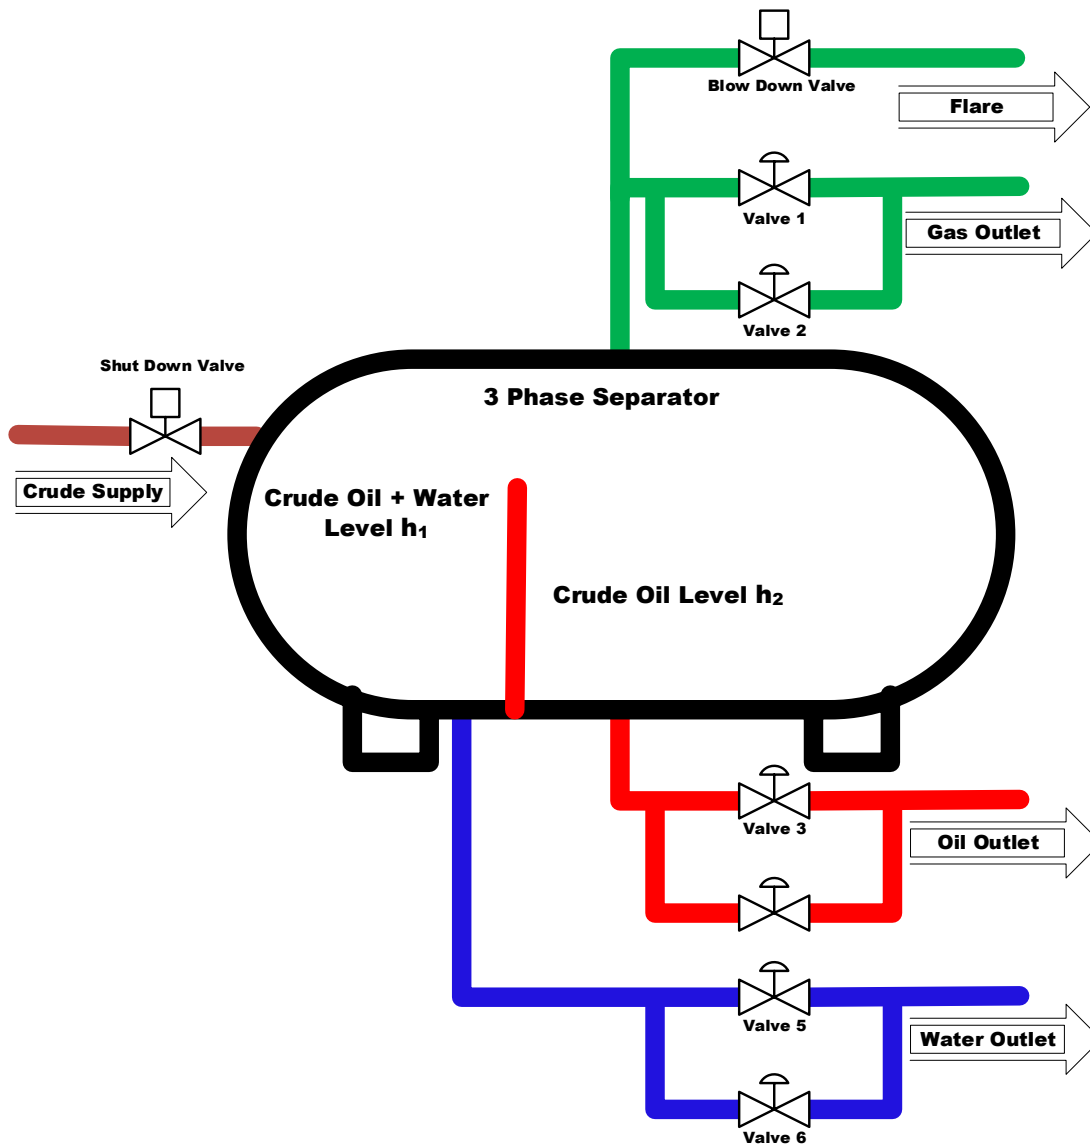 Blow Down Valve
Flare
Valve 1
Gas Outlet
Valve 2
Shut Down Valve
3 Phase Separator
Crude Supply
Crude Oil + Water
Level h₁
Crude Oil Level h₂
Valve 3
Oil Outlet
Valve 5
Water Outlet
Valve 6